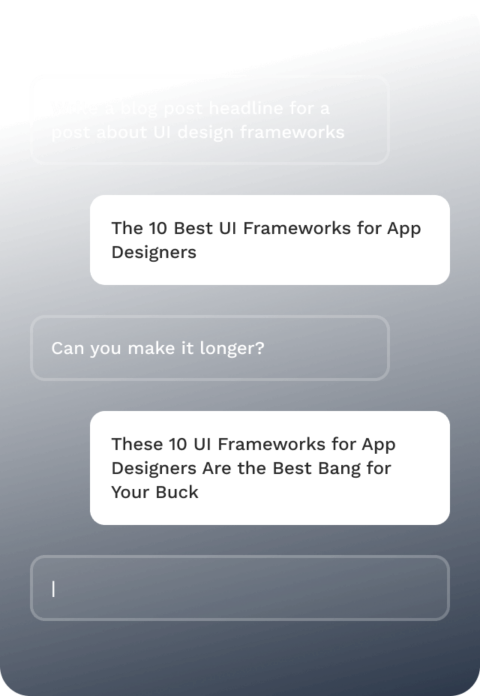 blog post headline for a
post about UI design frameworks
The 10 Best UI Frameworks for App
Designers
Can you make it longer?
These 10 UI Frameworks for App
Designers Are the Best Bang for
Your Buck